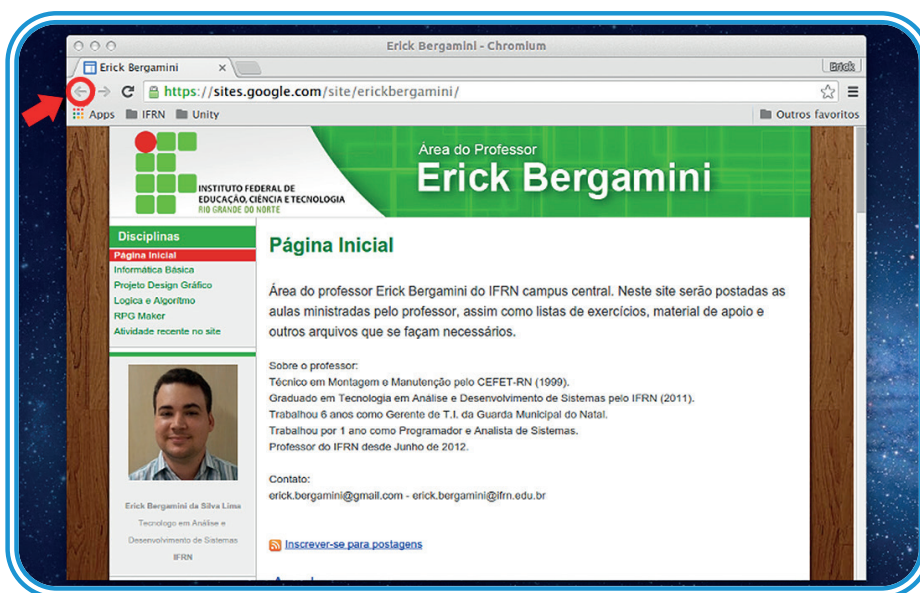 Erick Bergamini - Chromium
Erick Bergamini
Erick
https://sites.google.com/site/erickbergamini/
Apps IFRN Unity Outros favoritos
INSTITUTO FEDERAL DE
EDUCAÇÃO, CIÊNCIA E TECNOLOGIA
RIO GRANDE DO NORTE
Área do Professor
Erick Bergamini
Disciplinas
Página Inicial
Informática Básica
Projeto Design Gráfico
Logica e Algorítmo
RPG Maker
Atividade recente no site
Erick Bergamini da Silva Lima
Tecnologo em Análise e
Desenvolvimento de Sistemas
IFRN
Página Inicial
Área do professor Erick Bergamini do IFRN campus central. Neste site serão postadas as
aulas ministradas pelo professor, assim como listas de exercícios, material de apoio e
outros arquivos que se façam necessários.
Sobre o professor:
Técnico em Montagem e Manutenção pelo CEFET-RN (1999).
Graduado em Tecnologia em Análise e Desenvolvimento de Sistemas pelo IFRN (2011).
Trabalhou 6 anos como Gerente de T.I. da Guarda Municipal do Natal.
Trabalhou por 1 ano como Programador e Analista de Sistemas.
Professor do IFRN desde Junho de 2012.
Contato:
erick.bergamini@gmail.com - erick.bergamini@ifrn.edu.br
Inscrever-se para postagens